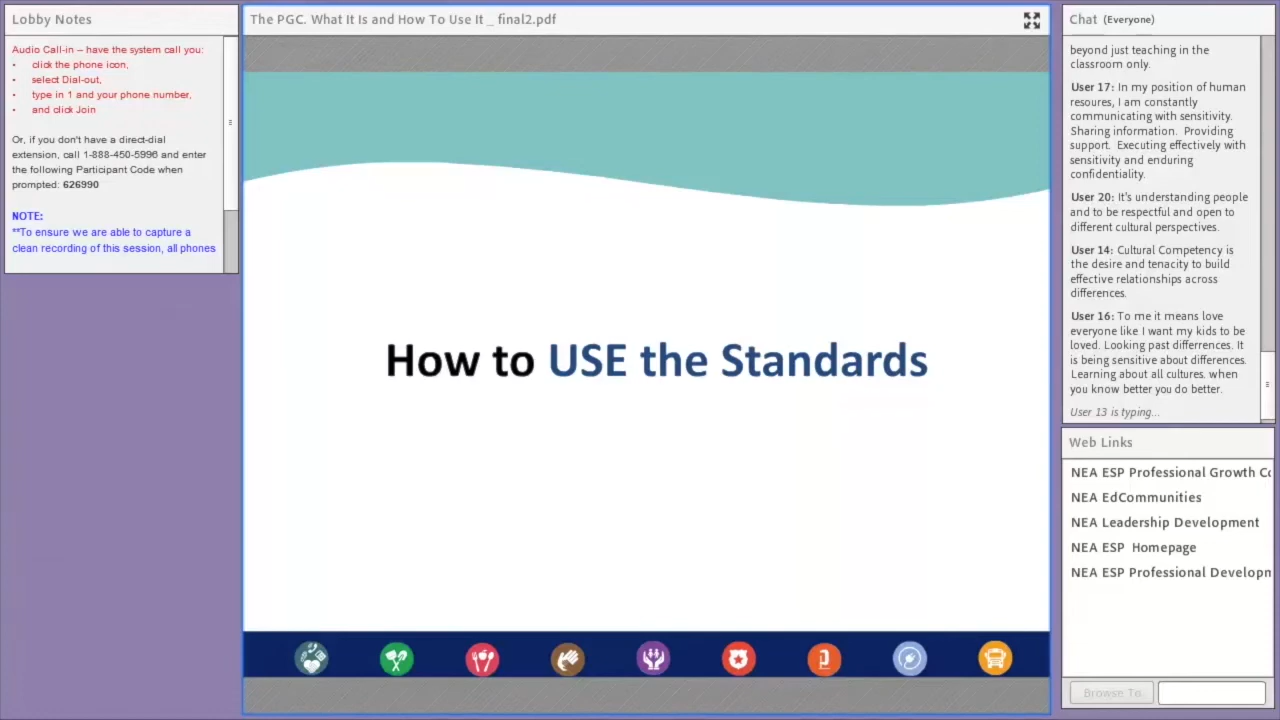 Lobby Notes
Audio Call-in – have the system call you:
• click the phone icon,
• select Dial-out,
• type in 1 and your phone number,
• and click Join
Or, if you don't have a direct-dial
extension, call 1-888-450-5996 and enter
the following Participant Code when
prompted: 626990
NOTE:
**To ensure we are able to capture a
clean recording of this session, all phones
The PGC. What It Is and How To Use It _ final2.pdf
How to USE the Standards
Chat (Everyone)
beyond just teaching in the
classroom only.
User 17: In my position of human
resoures, I am constantly
communicating with sensitivity.
Sharing information. Providing
support. Executing effectively with
sensitivity and enduring
confidentiality.
User 20: It's understanding people
and to be respectful and open to
different cultural perspectives.
User 14: Cultural Competency is
the desire and tenacity to build
effective relationships across
differences.
User 16: To me it means love
everyone like I want my kids to be
loved. Looking past differences. It
is being sensitive about differences.
Learning about all cultures. when
you know better you do better.
User 13 is typing...
Web Links
NEA ESP Professional Growth Co
NEA EdCommunities
NEA Leadership Development
NEA ESP Homepage
NEA ESP Professional Developm
Browse To